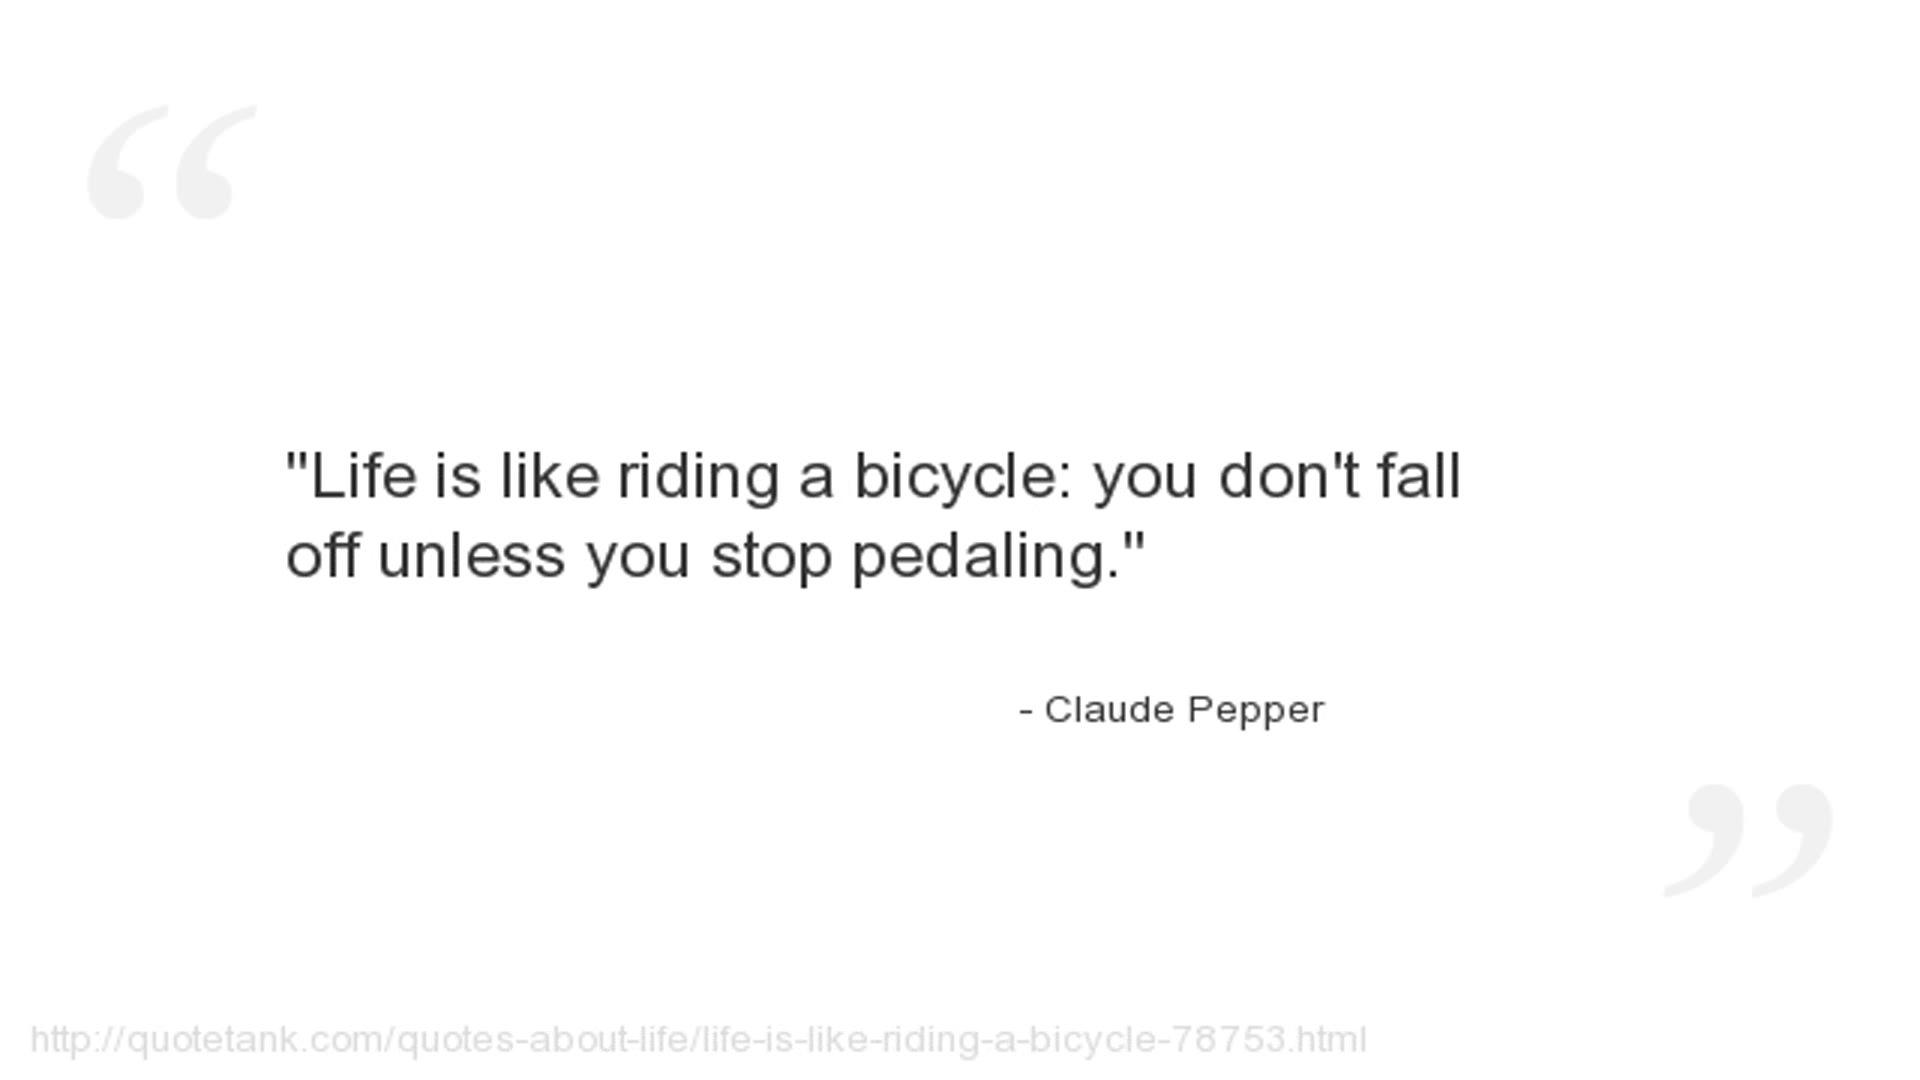 "Life is like riding a bicycle: you don't fall
off unless you stop pedaling."
- Claude Pepper
http://quotetank.com/quotes-about-life/life-is-like-riding-a-bicycle-78753.html